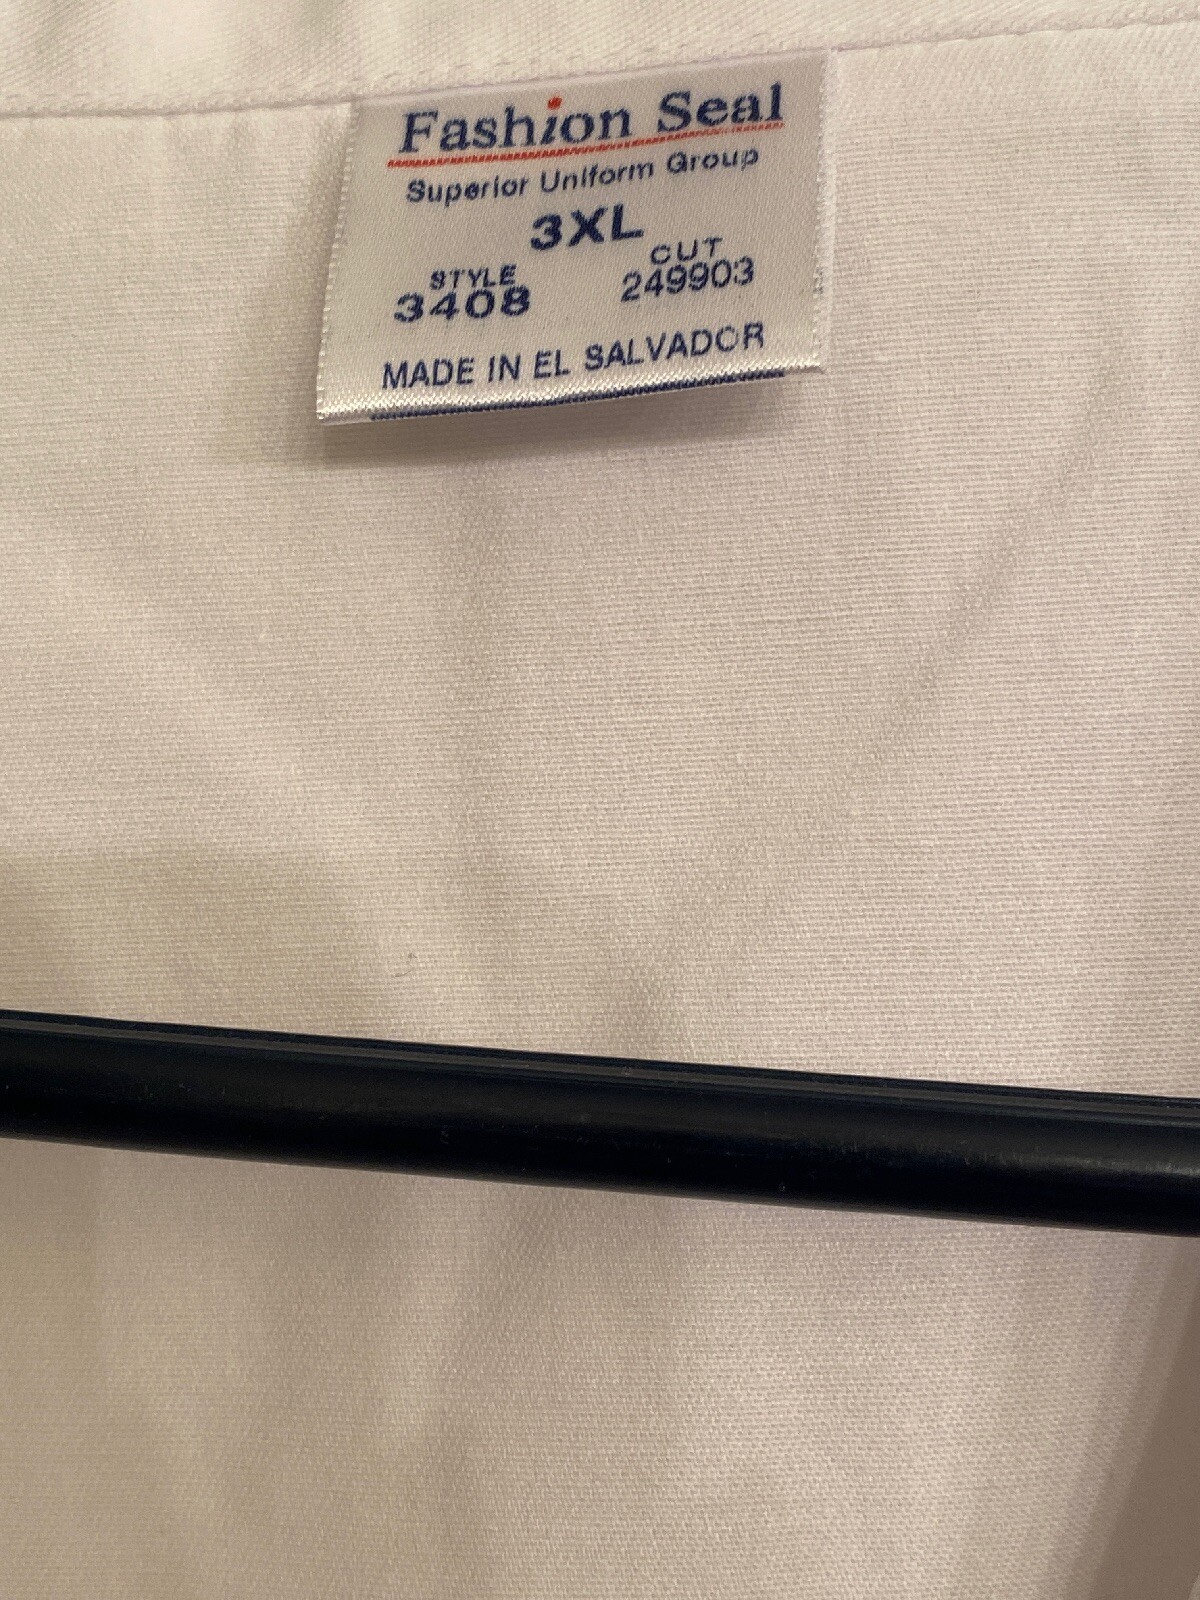 Fashion Seal
Superior Uniform Group
3XL
STYLE CUT
3408 249903
MADE IN EL SALVADOR